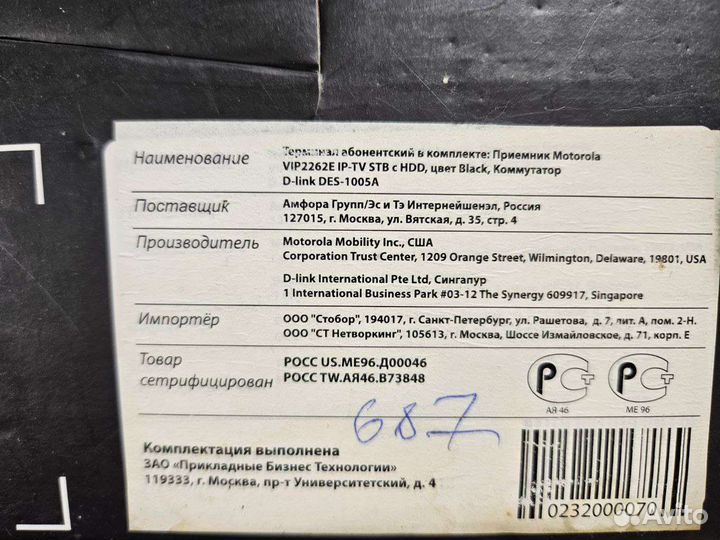 Наименование
Терминал абонентский в комплекте: Приемник Motorola
VIP2262E IP-TV STB с HDD, цвет Black, Коммутатор
D-link DES-1005A
Поставщик
Амфора Групп/Эс и Тэ Интернейшенэл, Россия
127015, г. Москва, ул. Вятская, д. 35, стр. 4
Производитель
Motorola Mobility Inc., США
Corporation Trust Center, 1209 Orange Street, Wilmington, Delaware, 19801, USA
D-link International Pte Ltd, Сингапур
1 International Business Park #03-12 The Synergy 609917, Singapore
Импортёр
ООО "Стобор", 194017, г. Санкт-Петербург, ул. Рашетова, д. 7, лит. А, пом. 2-Н.
ООО "СТ Нетворкинг", 105613, г. Москва, Шоссе Измайловское, д. 71, корп. Е
Товар
сетрифицирован
РОСС US.ME96.Д00046
РОСС TW.АЯ46.В73848
АЯ 46
МЕ 96
687
Комплектация выполнена
ЗАО «Прикладные Бизнес Технологии»
119333, г. Москва, пр-т Университетский, д. 4
0232000070
Avito